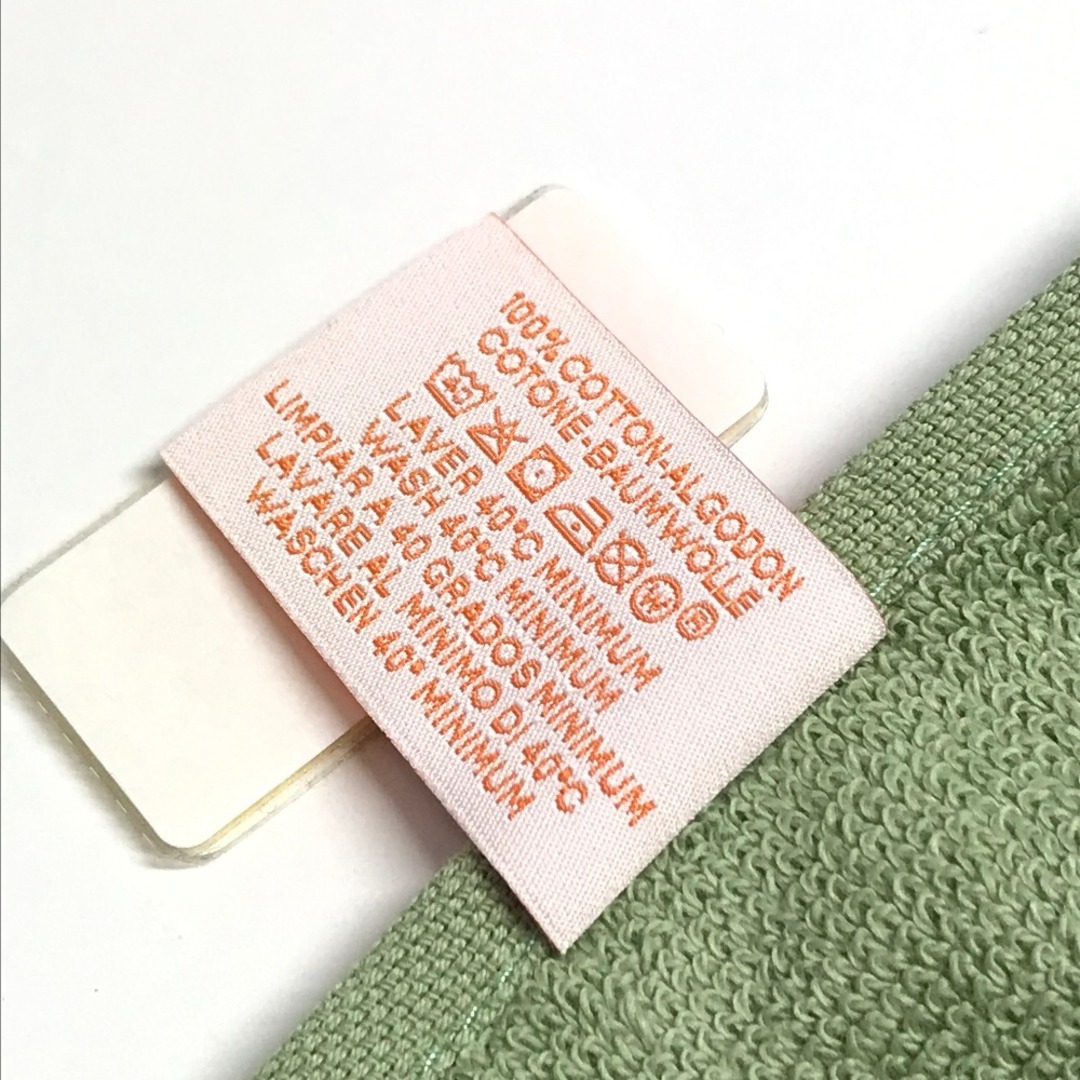 100% COTTON-ALGODON
COTONE-BAUMWOLLE
40
LAVER 40°C MINIMUM
WASH 40°C MINIMUM
LIMPIAR A 40 GRADOS MINIMUM
LAVARE AL MINIMO DI 40°C
WASCHEN 40° MINIMUM